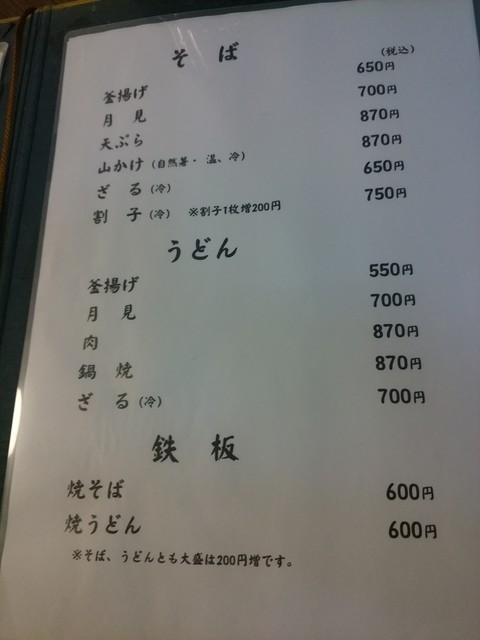 そば
(税込)
釜揚げ 650円
月見 700円
天ぷら 870円
山かけ(自然薯・温、冷) 870円
ざる(冷) 650円
割子(冷) ※割子1枚増200円 750円
うどん
釜揚げ 550円
月見 700円
肉 870円
鍋焼 870円
ざる(冷) 700円
鉄板
焼そば 600円
焼うどん 600円
※そば、うどんとも大盛は200円増です。